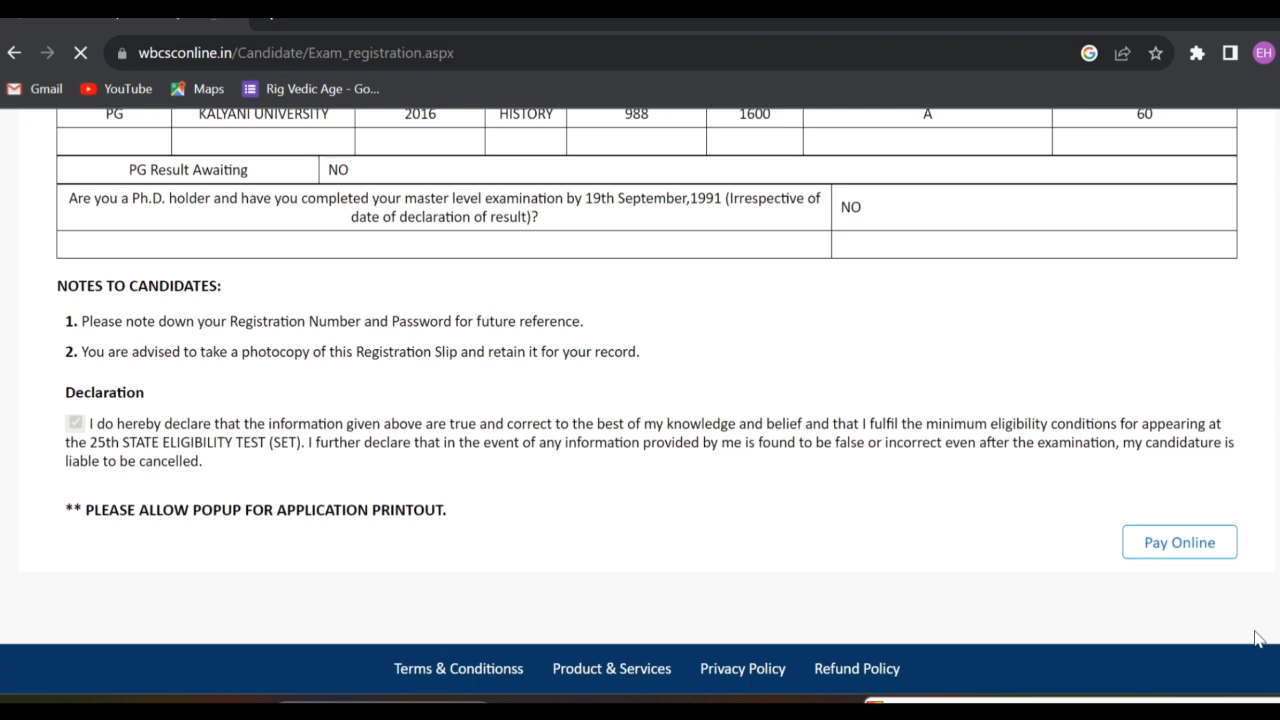 wbcsconline.in/Candidate/Exam_registration.aspx
EH
Gmail YouTube Maps Rig Vedic Age - Go...
PG KALYANI UNIVERSITY 2016 HISTORY 988 1600 A 60
PG Result Awaiting NO
Are you a Ph.D. holder and have you completed your master level examination by 19th September,1991 (Irrespective of
date of declaration of result)?
NO
NOTES TO CANDIDATES:
1. Please note down your Registration Number and Password for future reference.
2. You are advised to take a photocopy of this Registration Slip and retain it for your record.
Declaration
I do hereby declare that the information given above are true and correct to the best of my knowledge and belief and that I fulfil the minimum eligibility conditions for appearing at
the 25th STATE ELIGIBILITY TEST (SET). I further declare that in the event of any information provided by me is found to be false or incorrect even after the examination, my candidature is
liable to be cancelled.
** PLEASE ALLOW POPUP FOR APPLICATION PRINTOUT.
Pay Online
Terms & Conditionss Product & Services Privacy Policy Refund Policy